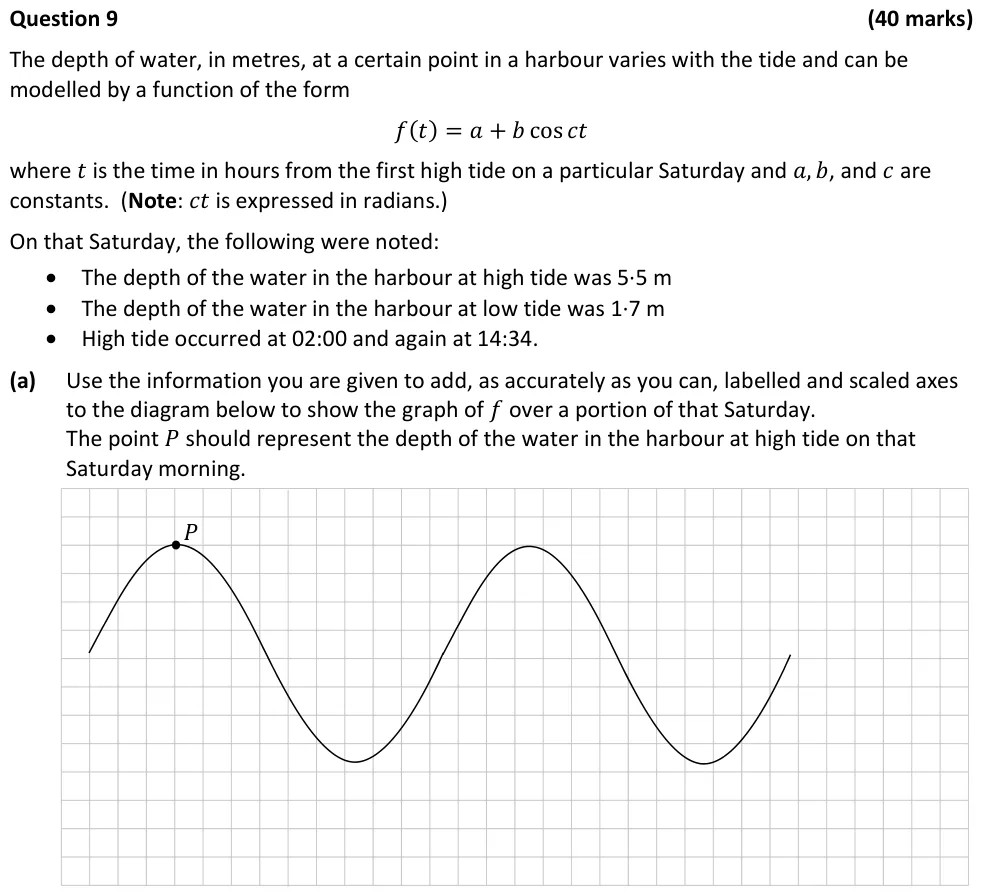 Question 9 (40 marks)
The depth of water, in metres, at a certain point in a harbour varies with the tide and can be
modelled by a function of the form
f(t) = a + b cos ct
where t is the time in hours from the first high tide on a particular Saturday and a, b, and c are
constants. (Note: ct is expressed in radians.)
On that Saturday, the following were noted:
• The depth of the water in the harbour at high tide was 5·5 m
• The depth of the water in the harbour at low tide was 1·7 m
• High tide occurred at 02:00 and again at 14:34.
(a) Use the information you are given to add, as accurately as you can, labelled and scaled axes
to the diagram below to show the graph of f over a portion of that Saturday.
The point P should represent the depth of the water in the harbour at high tide on that
Saturday morning.
P